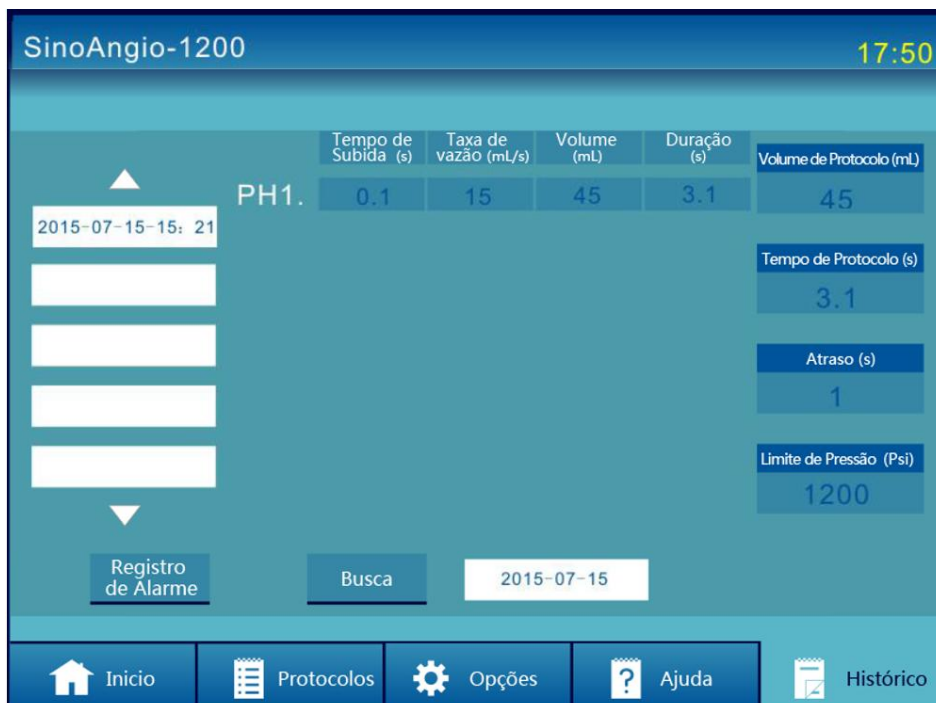 SinoAngio-1200
17:50
Tempo de Subida (s)
Taxa de vazão (mL/s)
Volume (mL)
Duração (s)
Volume de Protocolo (mL)
PH1.
0.1
15
45
3.1
45
2015-07-15-15: 21
Tempo de Protocolo (s)
3.1
Atraso (s)
1
Limite de Pressão (Psi)
1200
Registro
de Alarme
Busca
2015-07-15
Inicio
Protocolos
Opções
? Ajuda
Histórico